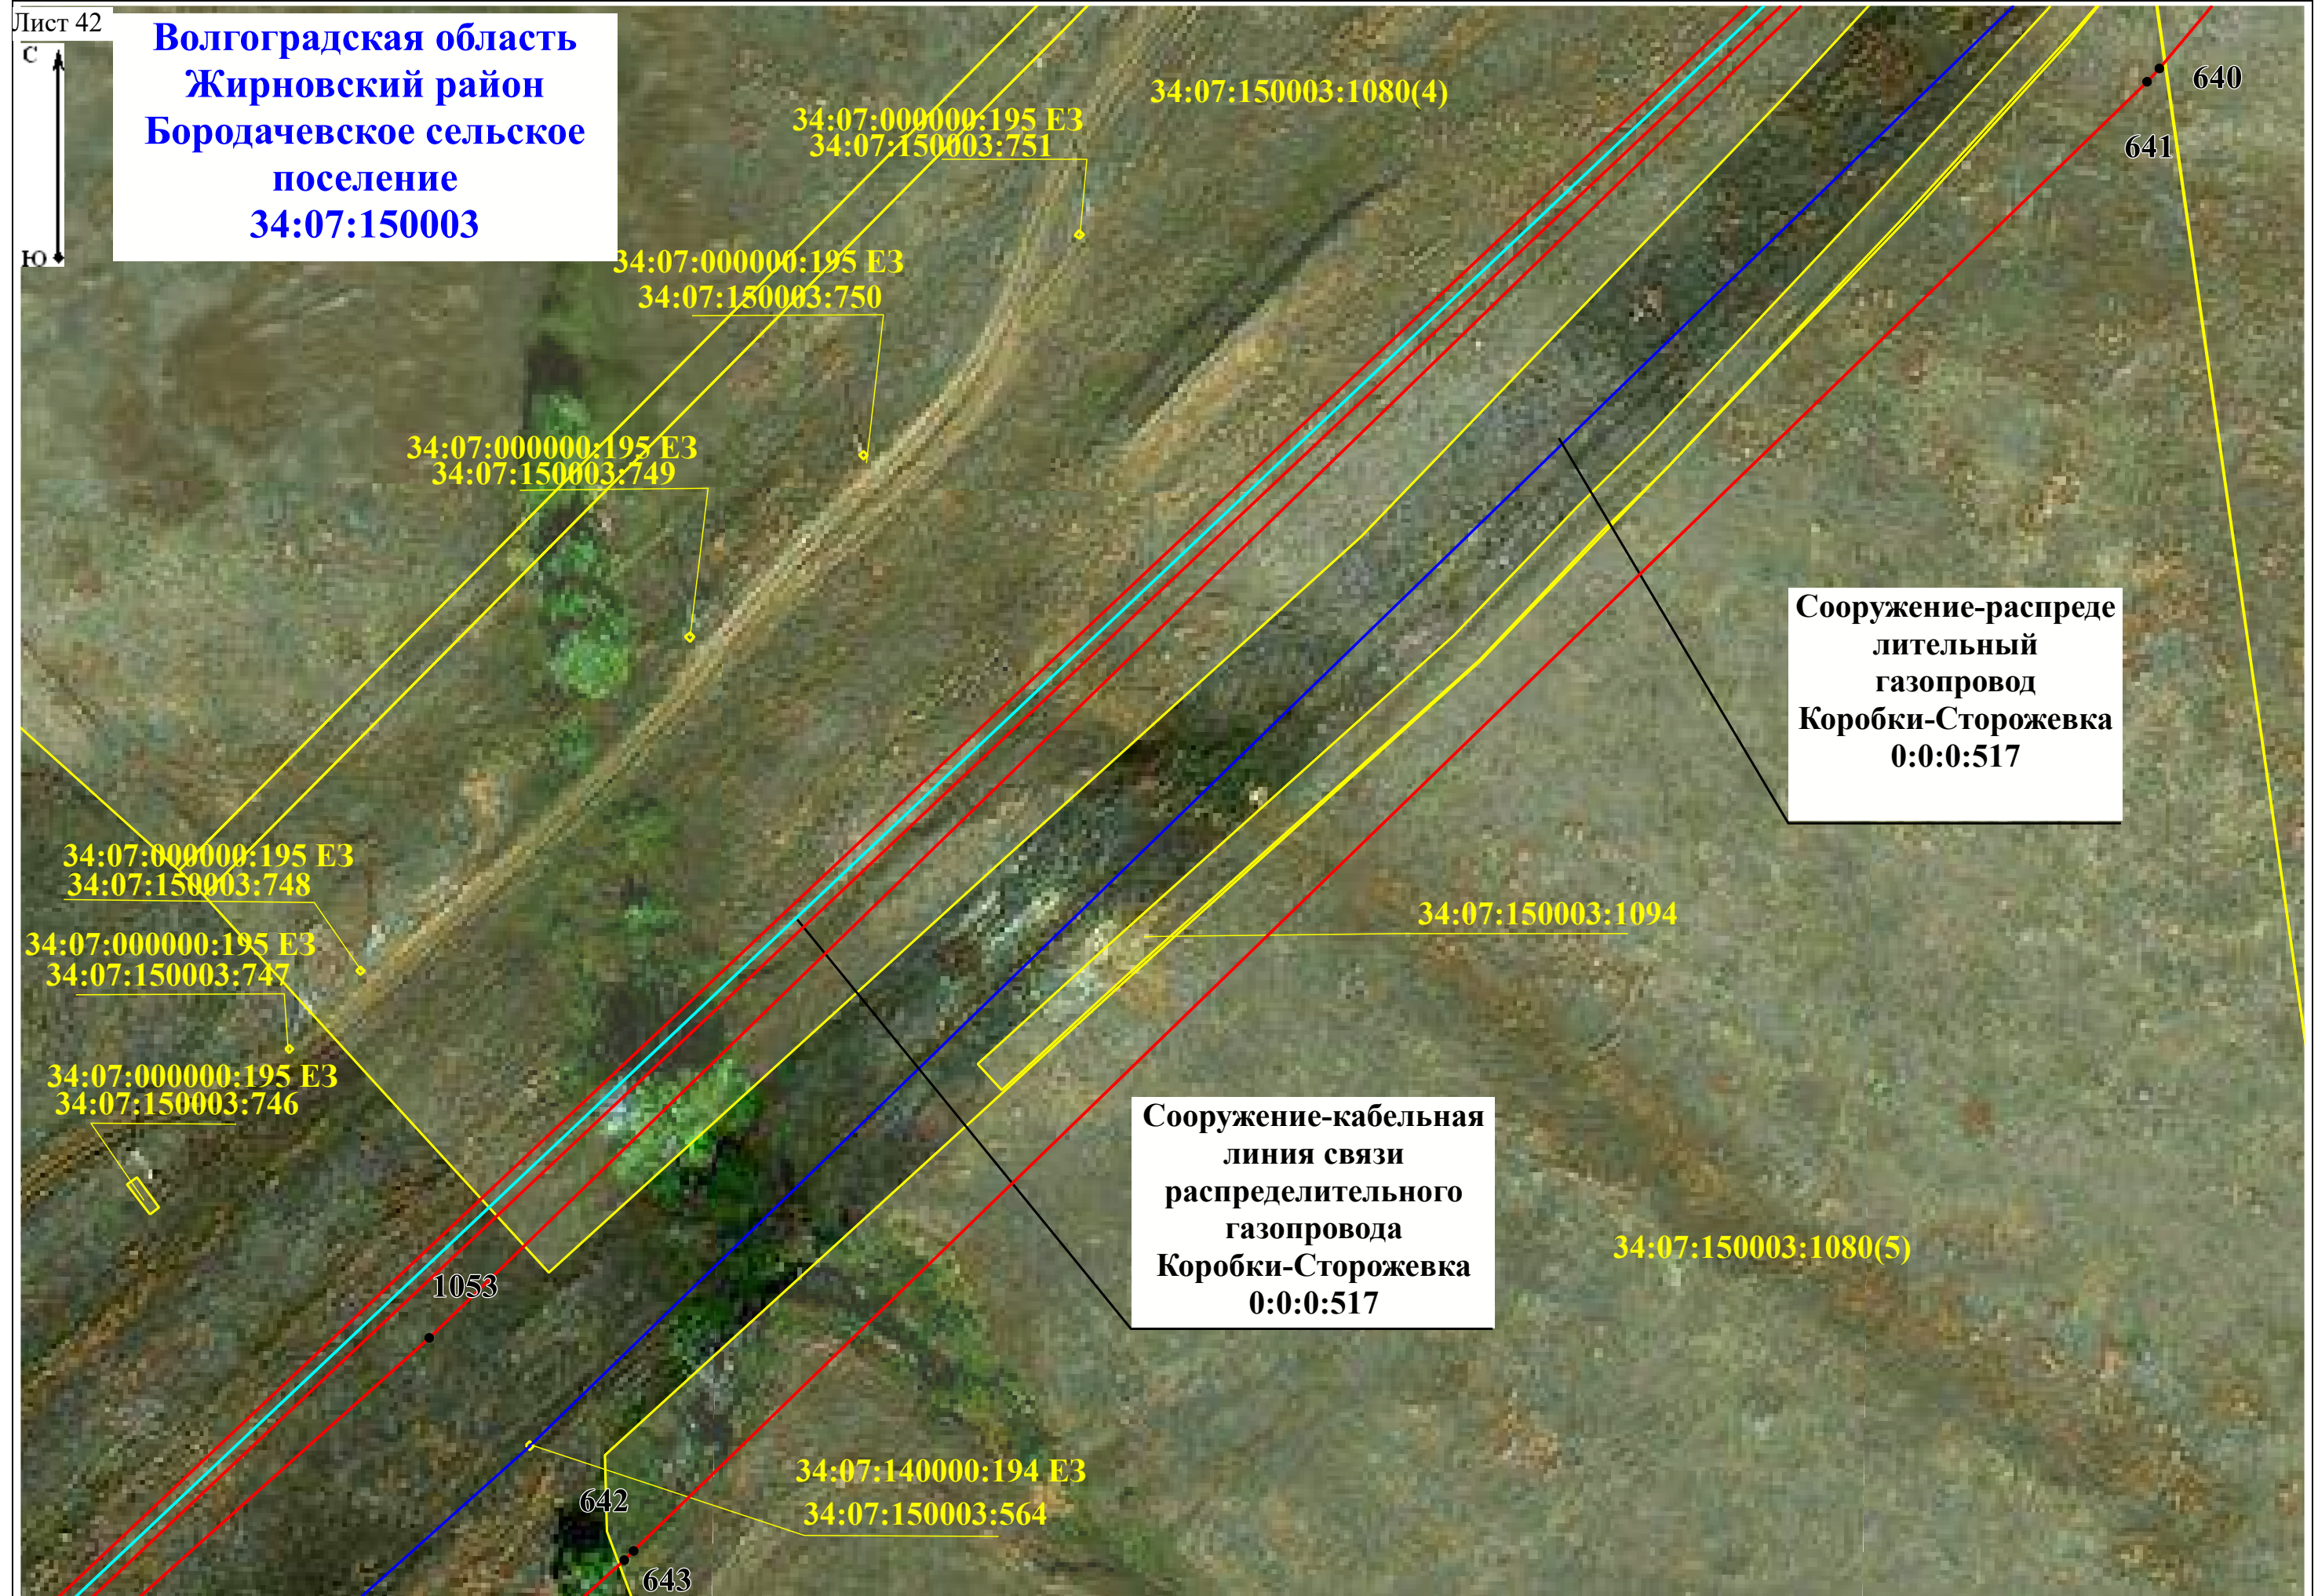 Лист 42
С
Ю
Волгоградская область
Жирновский район
Бородачевское сельское
поселение
34:07:150003
34:07:150003:1080(4)
640
641
34:07:000000:195 ЕЗ
34:07:150003:751
34:07:000000:195 ЕЗ
34:07:150003:750
34:07:000000:195 ЕЗ
34:07:150003:749
Сооружение-распреде
лительный
газопровод
Коробки-Сторожевка
0:0:0:517
34:07:000000:195 ЕЗ
34:07:150003:748
34:07:150003:1094
34:07:000000:195 ЕЗ
34:07:150003:747
34:07:000000:195 ЕЗ
34:07:150003:746
Сооружение-кабельная
линия связи
распределительного
газопровода
Коробки-Сторожевка
0:0:0:517
34:07:150003:1080(5)
1053
34:07:140000:194 ЕЗ
34:07:150003:564
642
643